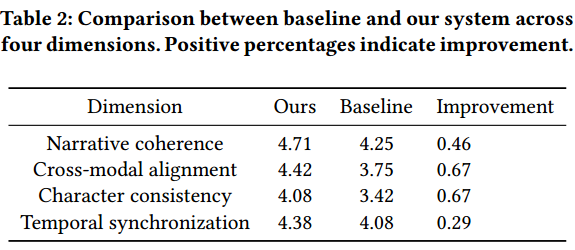 Table 2: Comparison between baseline and our system across
four dimensions. Positive percentages indicate improvement.
Dimension Ours Baseline Improvement
Narrative coherence 4.71 4.25 0.46
Cross-modal alignment 4.42 3.75 0.67
Character consistency 4.08 3.42 0.67
Temporal synchronization 4.38 4.08 0.29